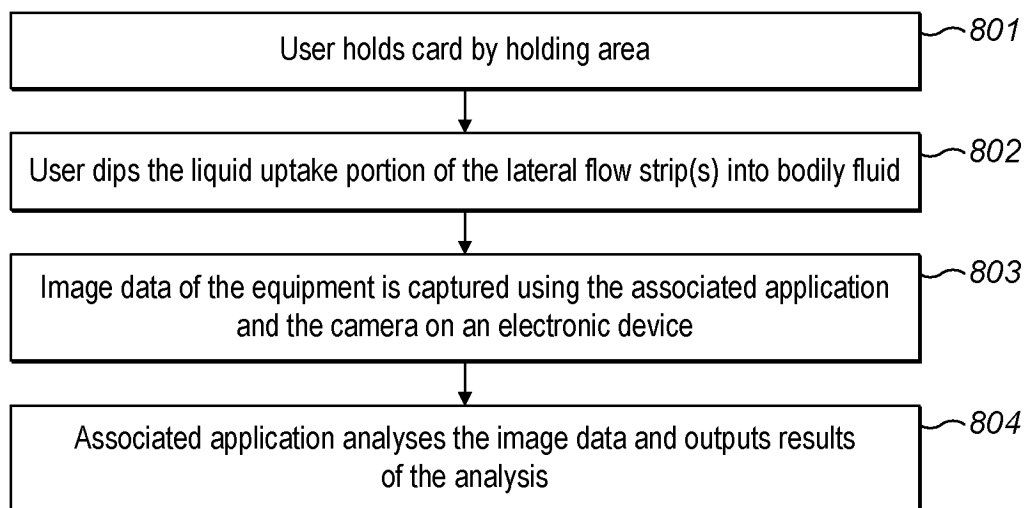 User holds card by holding area
801
User dips the liquid uptake portion of the lateral flow strip(s) into bodily fluid
802
Image data of the equipment is captured using the associated application
and the camera on an electronic device
803
Associated application analyses the image data and outputs results
of the analysis
804